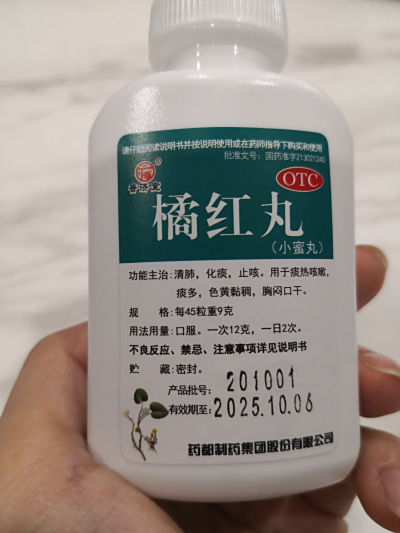 请仔细阅读说明书并按说明使用或在药师指导下购买和使用
批准文号：国药准字Z13021245
普济堂®
OTC
橘红丸
（小蜜丸）
功能主治：清肺，化痰，止咳。用于痰热咳嗽，
痰多，色黄黏稠，胸闷口干。
规 格：每45粒重9克
用法用量：口服。一次12克，一日2次。
不良反应、禁忌、注意事项详见说明书
贮 藏：密封。
产品批号：201001
有效期至：2025.10.06
药都制药集团股份有限公司